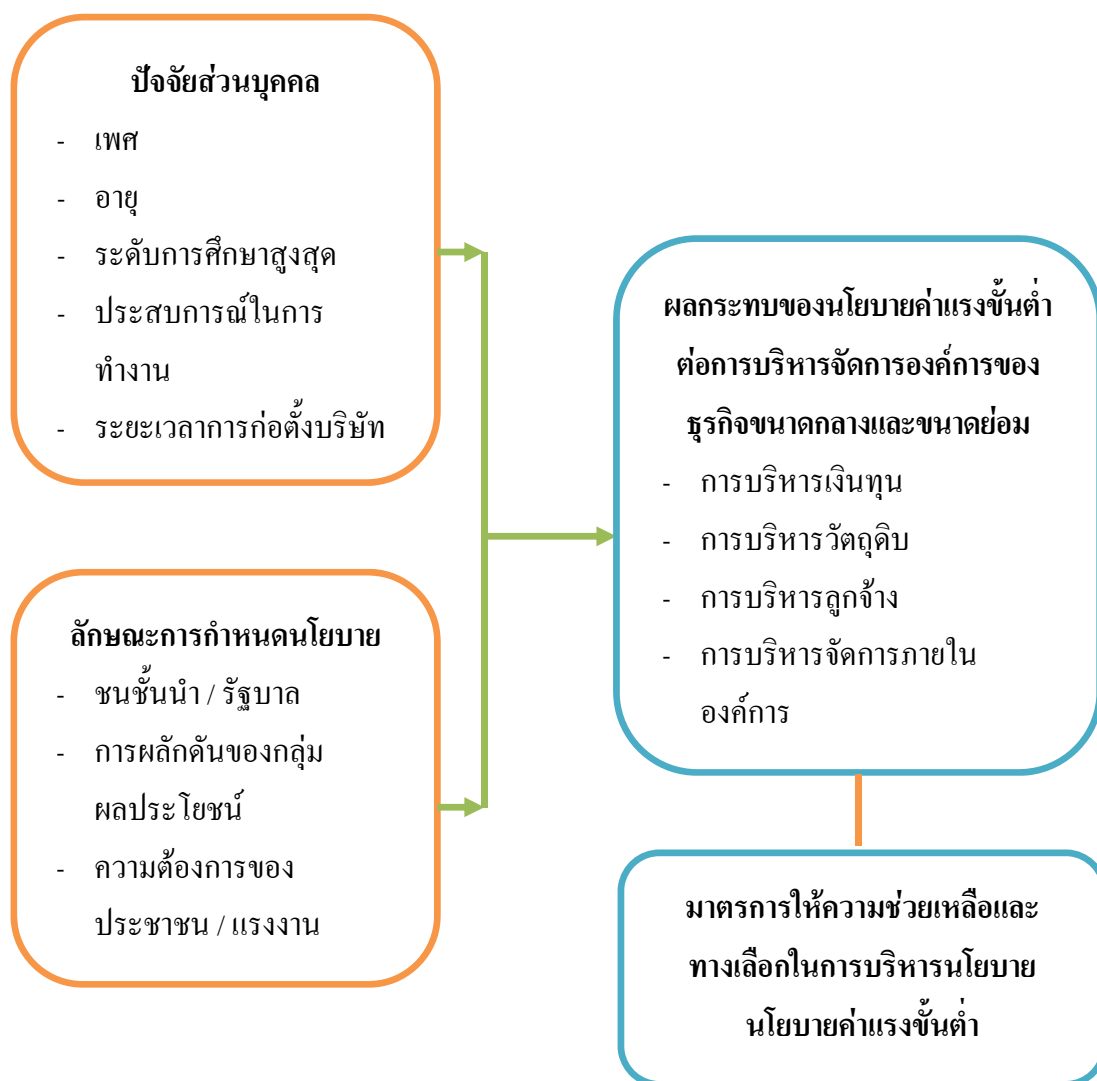 ปัจจัยส่วนบุคคล
- เพศ
- อายุ
- ระดับการศึกษาสูงสุด
- ประสบการณ์ในการ
ทำงาน
- ระยะเวลาการก่อตั้งบริษัท
ลักษณะการกำหนดนโยบาย
- ชนชั้นนำ / รัฐบาล
- การผลักดันของกลุ่ม
ผลประโยชน์
- ความต้องการของ
ประชาชน / แรงงาน
ผลกระทบของนโยบายค่าแรงขั้นต่ำ
ต่อการบริหารจัดการองค์การของ
ธุรกิจขนาดกลางและขนาดย่อม
- การบริหารเงินทุน
- การบริหารวัตถุดิบ
- การบริหารลูกจ้าง
- การบริหารจัดการภายใน
องค์การ
มาตรการให้ความช่วยเหลือและ
ทางเลือกในการบริหารนโยบาย
นโยบายค่าแรงขั้นต่ำ